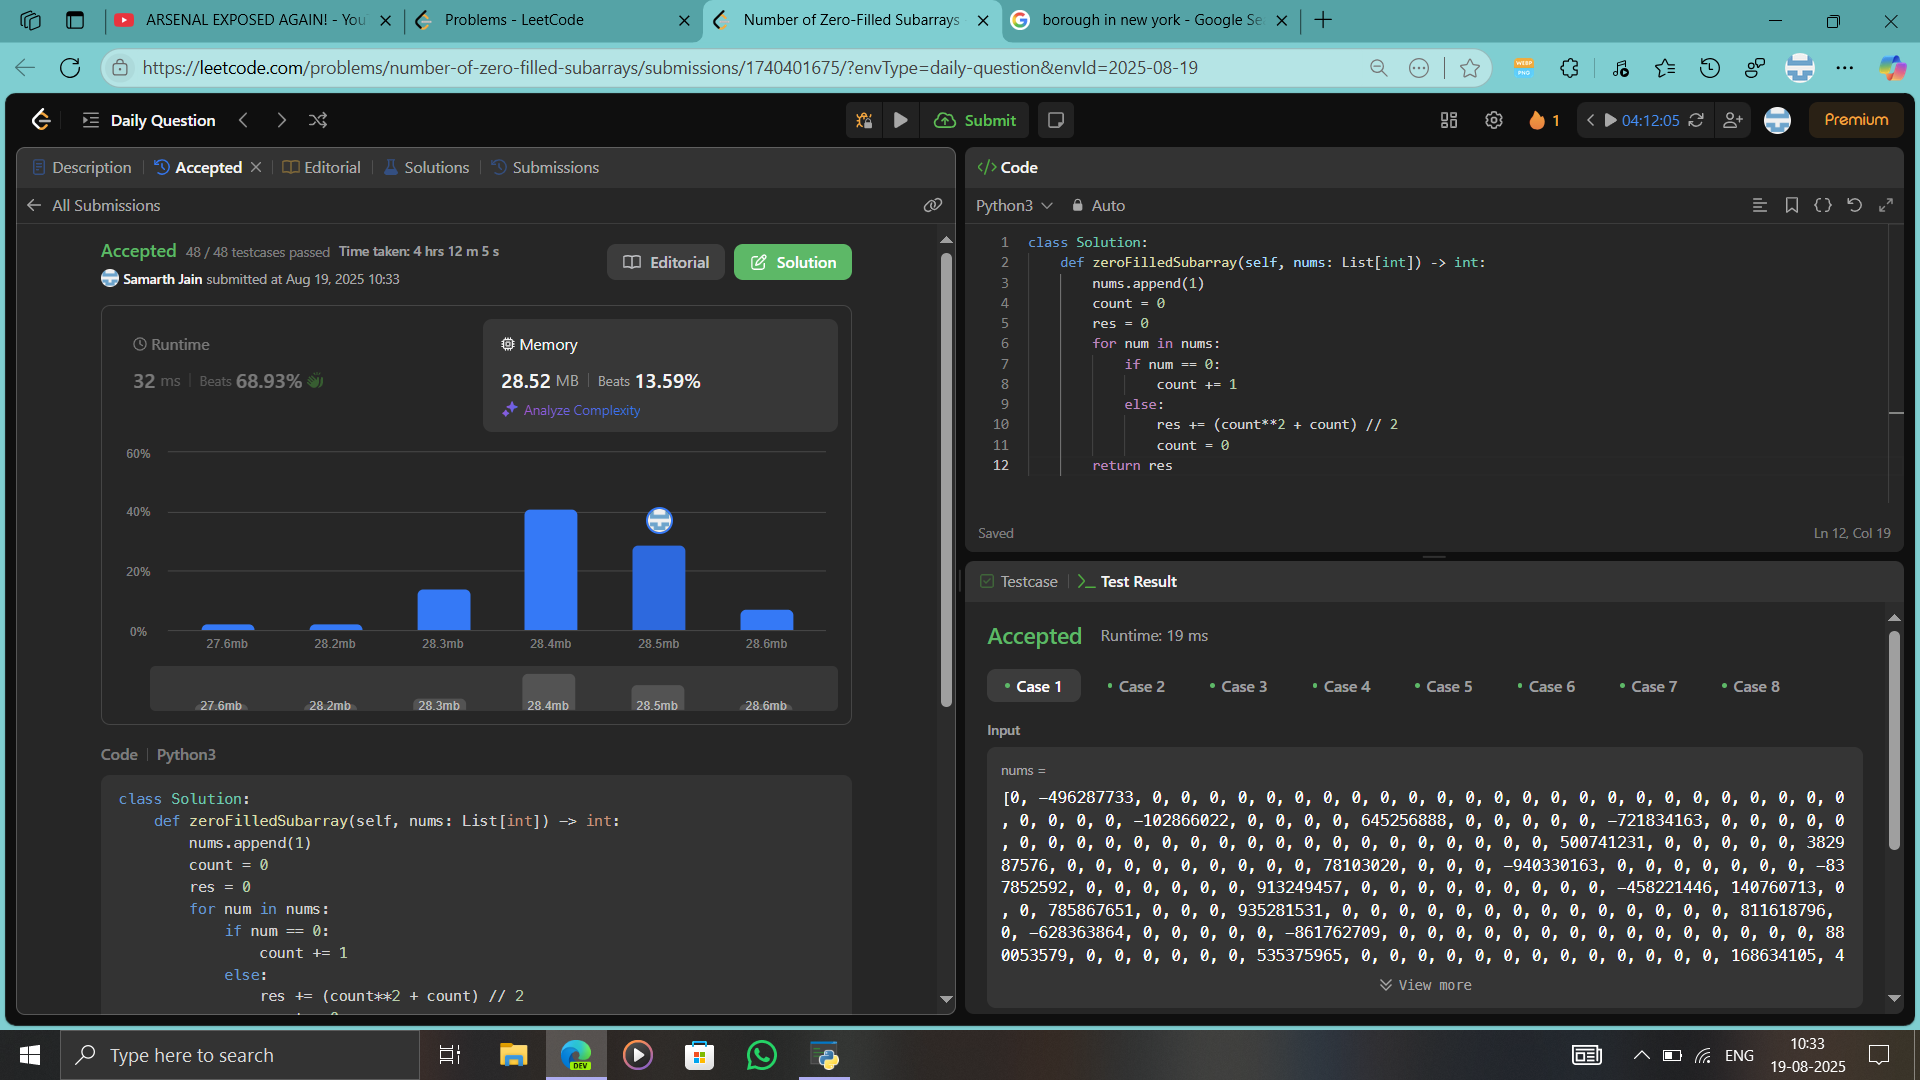 ARSENAL EXPOSED AGAIN! - You
Problems - LeetCode
Number of Zero-Filled Subarrays
borough in new york - Google Se
https://leetcode.com/problems/number-of-zero-filled-subarrays/submissions/1740401675/?envType=daily-question&envId=2025-08-19
Daily Question
Submit
1
04:12:05
Premium
Description
Accepted
Editorial
Solutions
Submissions
All Submissions
Accepted 48 / 48 testcases passed Time taken: 4 hrs 12 m 5 s
Samarth Jain submitted at Aug 19, 2025 10:33
Editorial
Solution
Runtime
32 ms Beats 68.93%
Memory
28.52 MB Beats 13.59%
Analyze Complexity
60%
40%
20%
0%
27.6mb 28.2mb 28.3mb 28.4mb 28.5mb 28.6mb
27.6mb 28.2mb 28.3mb 28.4mb 28.5mb 28.6mb
Code Python3
class Solution:
def zeroFilledSubarray(self, nums: List[int]) -> int:
nums.append(1)
count = 0
res = 0
for num in nums:
if num == 0:
count += 1
else:
res += (count**2 + count) // 2
</> Code
Python3
Auto
1 class Solution:
2 def zeroFilledSubarray(self, nums: List[int]) -> int:
3 nums.append(1)
4 count = 0
5 res = 0
6 for num in nums:
7 if num == 0:
8 count += 1
9 else:
10 res += (count**2 + count) // 2
11 count = 0
12 return res
Saved
Ln 12, Col 19
Testcase
Test Result
Accepted Runtime: 19 ms
Case 1 Case 2 Case 3 Case 4 Case 5 Case 6 Case 7 Case 8
Input
nums =
[0, -496287733, 0, 0, 0, 0, 0, 0, 0, 0, 0, 0, 0, 0, 0, 0, 0, 0, 0, 0, 0, 0, 0, 0, 0, 0, 0
, 0, 0, 0, 0, -102866022, 0, 0, 0, 0, 645256888, 0, 0, 0, 0, 0, -721834163, 0, 0, 0, 0, 0
, 0, 0, 0, 0, 0, 0, 0, 0, 0, 0, 0, 0, 0, 0, 0, 0, 0, 0, 0, 500741231, 0, 0, 0, 0, 0, 3829
87576, 0, 0, 0, 0, 0, 0, 0, 0, 0, 78103020, 0, 0, 0, -940330163, 0, 0, 0, 0, 0, 0, 0, -83
7852592, 0, 0, 0, 0, 0, 0, 913249457, 0, 0, 0, 0, 0, 0, 0, 0, 0, -458221446, 140760713, 0
, 0, 785867651, 0, 0, 0, 935281531, 0, 0, 0, 0, 0, 0, 0, 0, 0, 0, 0, 0, 0, 0, 811618796,
0, -628363864, 0, 0, 0, 0, 0, -861762709, 0, 0, 0, 0, 0, 0, 0, 0, 0, 0, 0, 0, 0, 0, 0, 88
0053579, 0, 0, 0, 0, 0, 0, 535375965, 0, 0, 0, 0, 0, 0, 0, 0, 0, 0, 0, 0, 0, 168634105, 4
View more
Type here to search
DEV
ENG
10:33
19-08-2025